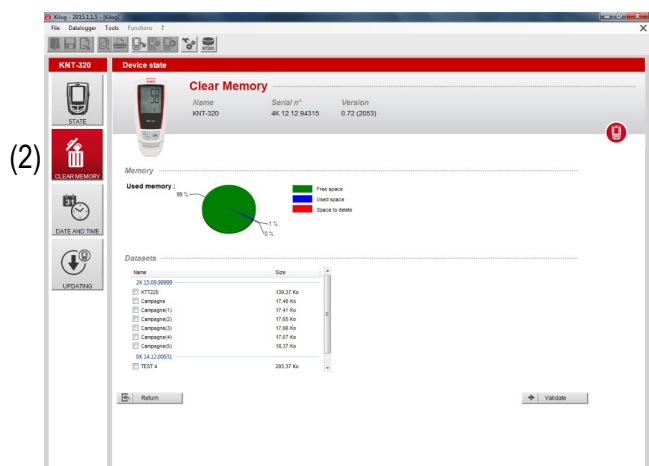 Kilog - 2015.1.1.5 - [Kilog]
File Datalogger Tools Functions ?
KT500
KNT-320 Device state
Clear Memory
Name Serial n° Version
KNT-320 4K 12.12.94315 0.72 (2053)
STATE
(2)
CLEAR MEMORY
Memory
Used memory :
99 %
Free space
Used space
Space to delete
1 %
0 %
DATE AND TIME
Datasets
Name Size
2K 15.09.99999
KTT220 139,37 Ko
Campagne 17,49 Ko
Campagne(1) 17,41 Ko
Campagne(2) 17,65 Ko
Campagne(3) 17,86 Ko
Campagne(4) 17,67 Ko
Campagne(5) 18,37 Ko
0K 14.12.00031
TEST 4 203,37 Ko
UPDATING
Return Validate